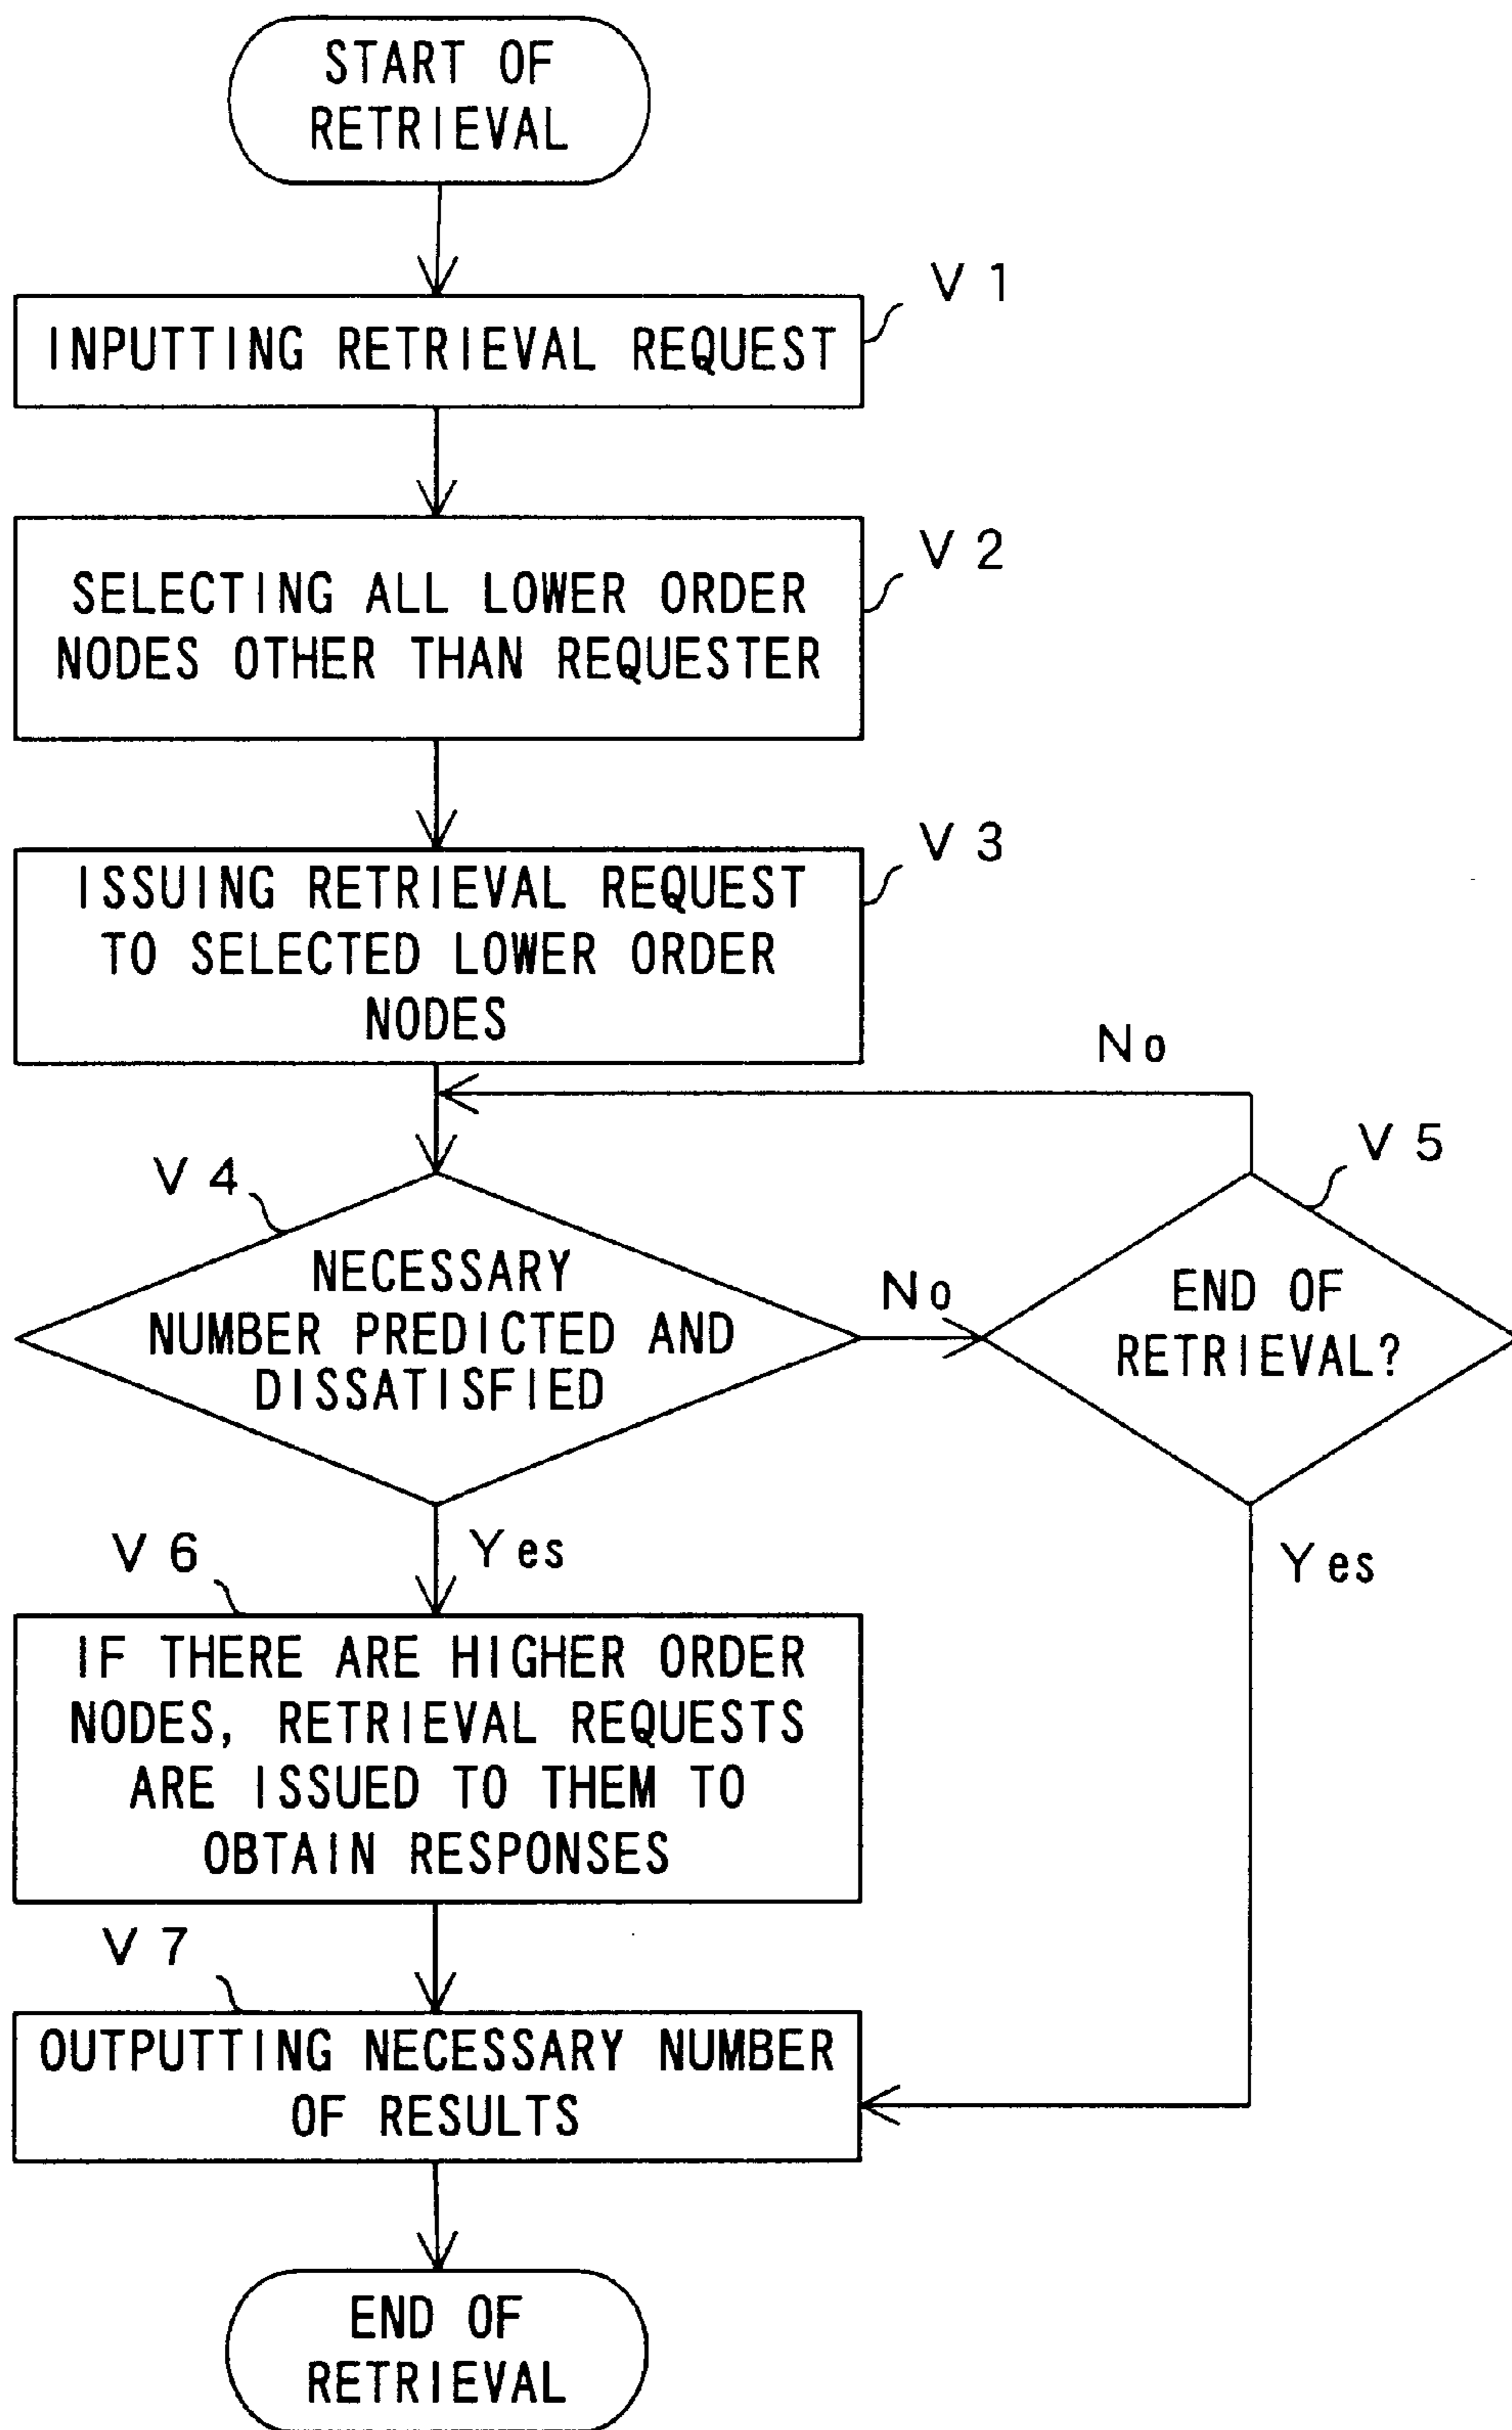 START OF
RETRIEVAL
V 1
INPUTTING RETRIEVAL REQUEST
V 2
SELECTING ALL LOWER ORDER
NODES OTHER THAN REQUESTER
V 3
ISSUING RETRIEVAL REQUEST
TO SELECTED LOWER ORDER
NODES
No
V 4
V 5
NECESSARY
NUMBER PREDICTED AND
DISSATISFIED
No
END OF
RETRIEVAL?
V 6
Yes
Yes
IF THERE ARE HIGHER ORDER
NODES, RETRIEVAL REQUESTS
ARE ISSUED TO THEM TO
OBTAIN RESPONSES
V 7
OUTPUTTING NECESSARY NUMBER
OF RESULTS
END OF
RETRIEVAL